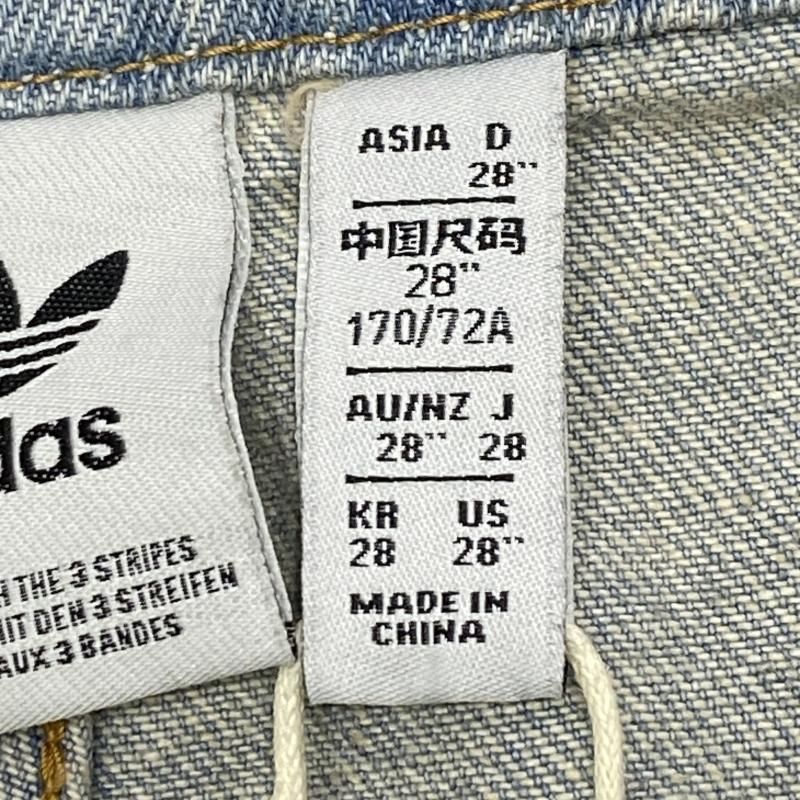 ASIA D
28"
中国尺码
28"
170/72A
AU/NZ J
28" 28
KR US
28 28"
MADE IN
CHINA
das
THE 3 STRIPES
MIT DEN 3 STREIFEN
AUX 3 BANDES